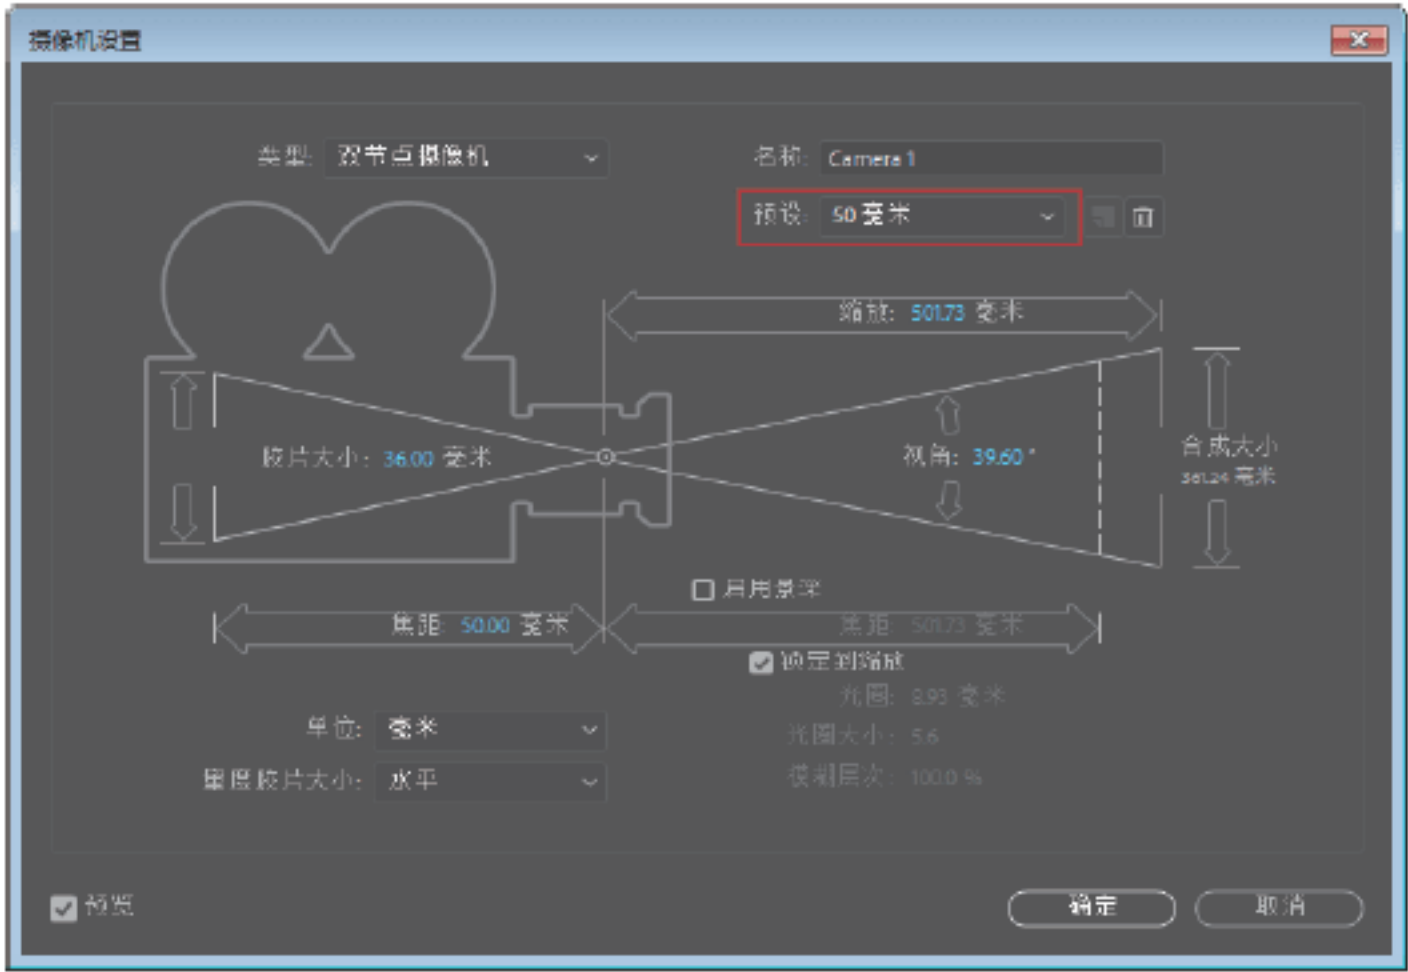 摄像机设置
类型: 双节点摄像机
名称: Camera 1
预设: 50 毫米
缩放: 501.73 毫米
胶片大小: 36.00 毫米
视角: 39.60 °
合成大小
361.24 毫米
启用景深
焦距: 50.00 毫米
焦距: 501.73 毫米
锁定到缩放
光圈: 8.93 毫米
单位: 毫米
光圈大小: 5.6
量度胶片大小: 水平
模糊层次: 100.0 %
预览
确定
取消